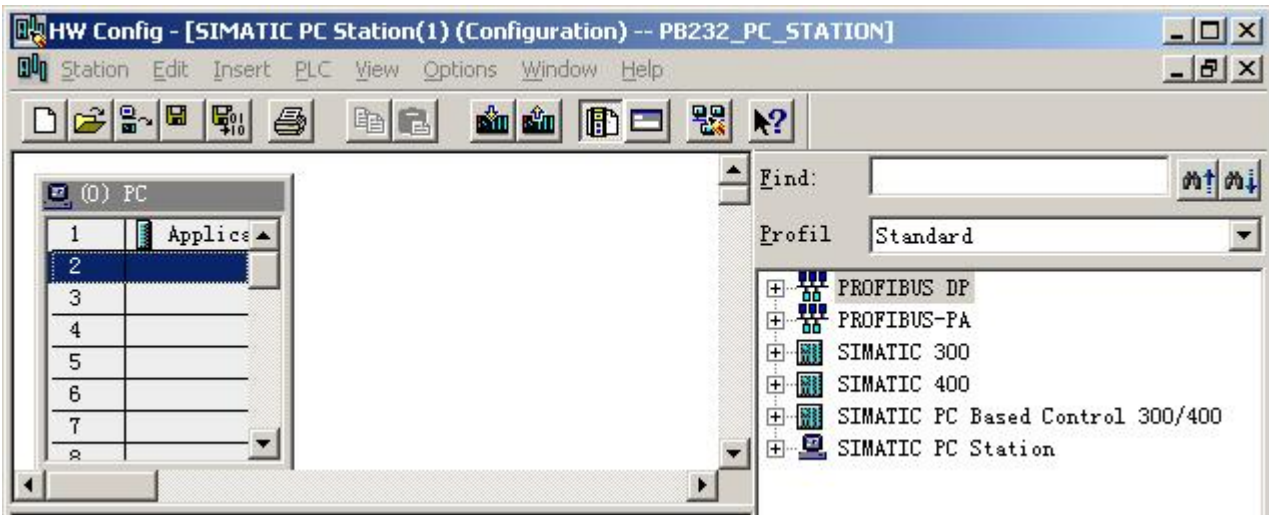 HW Config - [SIMATIC PC Station(1) (Configuration) -- PB232_PC_STATION]
Station Edit Insert PLC View Options Window Help
(0) PC
1 Applica
2
3
4
5
6
7
8
Find:
Profil Standard
PROFIBUS DP
PROFIBUS-PA
SIMATIC 300
SIMATIC 400
SIMATIC PC Based Control 300/400
SIMATIC PC Station